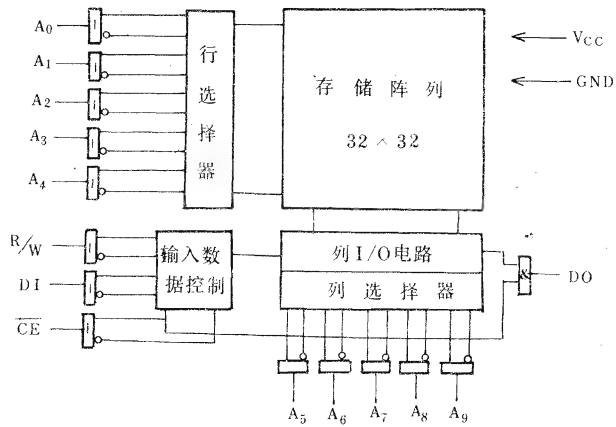 A0
A1
A2
A3
A4
行选择器
存储阵列
32×32
VCC
GND
R/W
DI
CE
输入数据控制
列I/O电路
列选择器
&
DO
A5
A6
A7
A8
A9